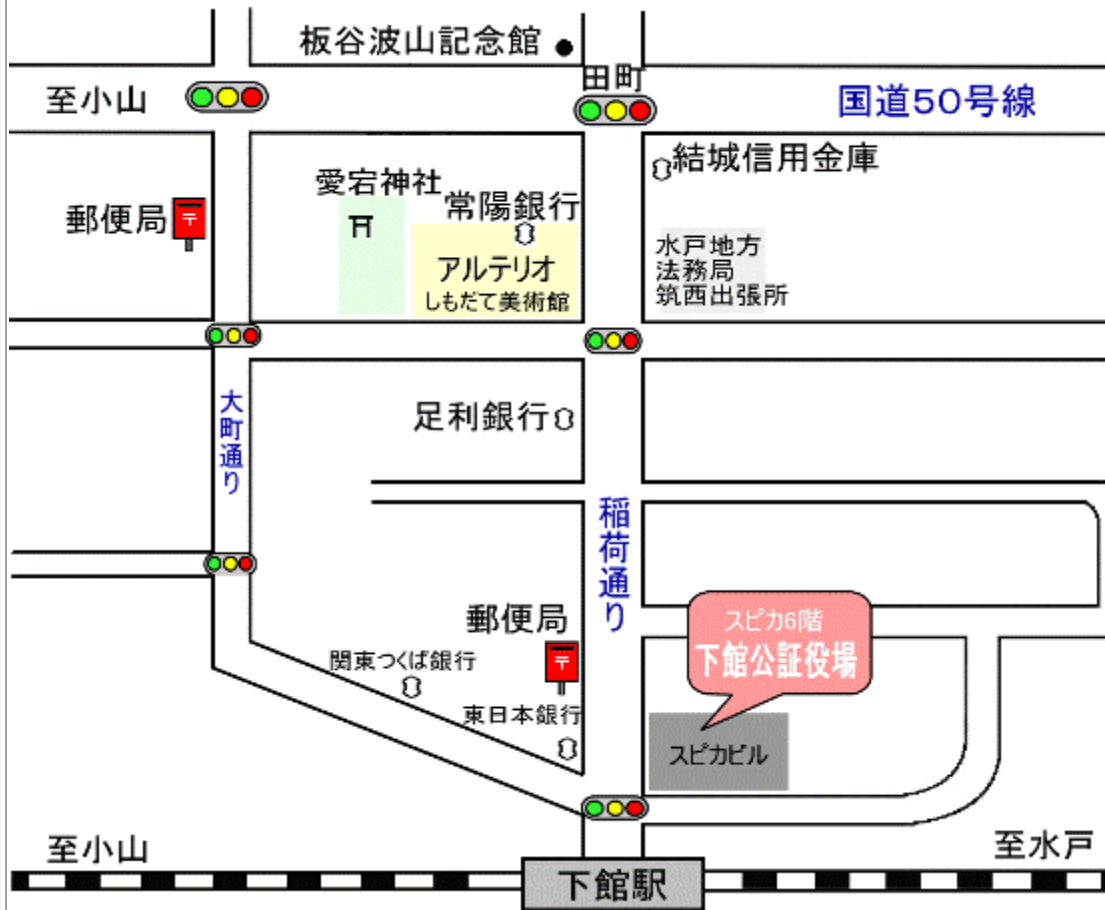 板谷波山記念館
田町
至小山
国道50号線
結城信用金庫
愛宕神社
常陽銀行
郵便局
〒
アルテリオ
しもだて美術館
水戸地方
法務局
筑西出張所
大町通り
足利銀行
稲荷通り
スピカ6階
下館公証役場
郵便局
〒
関東つくば銀行
東日本銀行
スピカビル
至小山
至水戸
下館駅